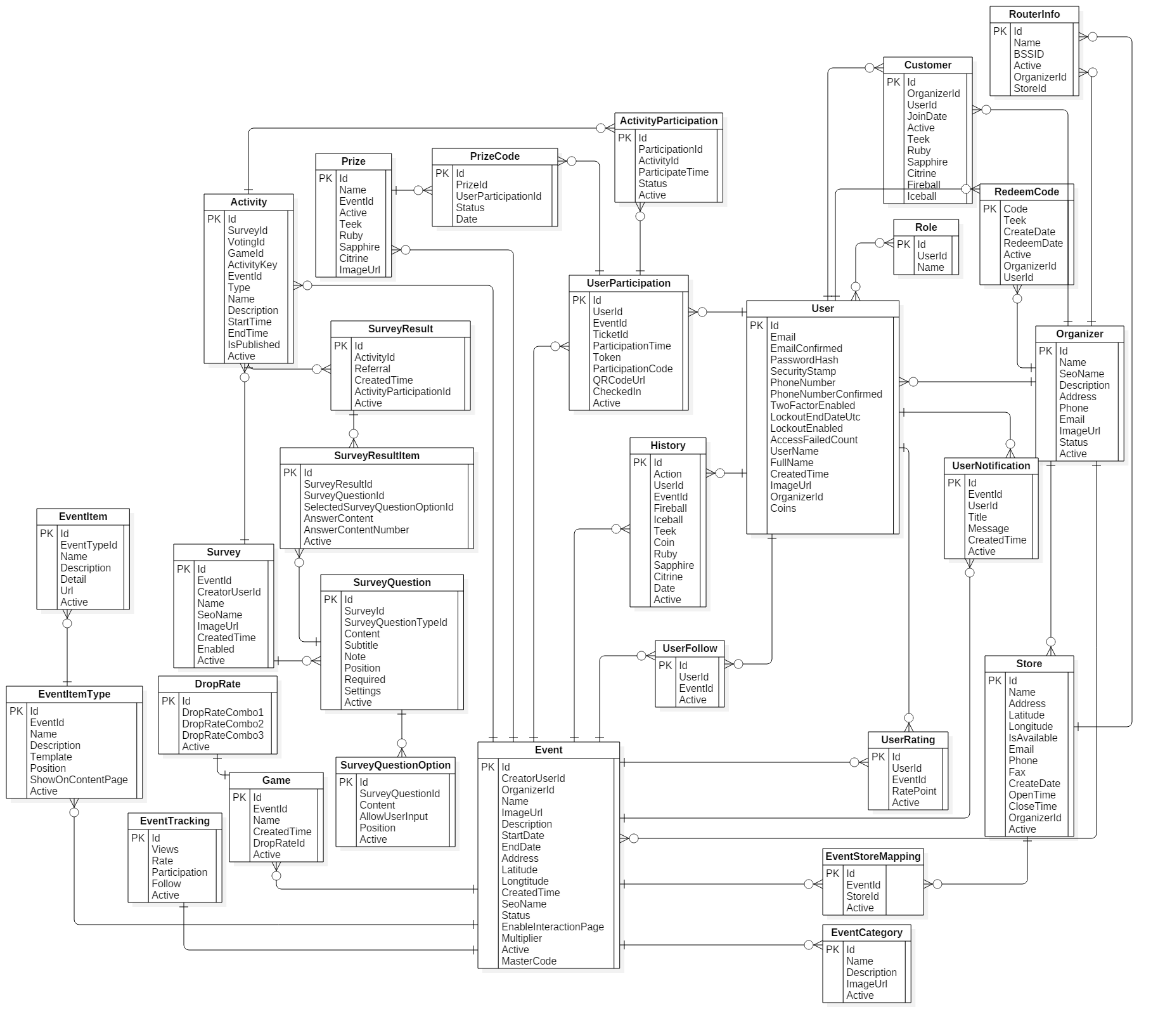 RouterInfo
PK
Id
Name
BSSID
Active
OrganizerId
StoreId
Customer
PK
Id
OrganizerId
UserId
JoinDate
Active
Teek
Ruby
Sapphire
Citrine
Fireball
Iceball
ActivityParticipation
PK
Id
ParticipationId
ActivityId
ParticipateTime
Status
Active
PrizeCode
PK
Id
PrizeId
UserParticipationId
Status
Date
Prize
PK
Id
Name
EventId
Active
Teek
Ruby
Sapphire
Citrine
ImageUrl
Activity
PK
Id
SurveyId
VotingId
GameId
ActivityKey
EventId
Type
Name
Description
StartTime
EndTime
IsPublished
Active
RedeemCode
PK
Code
Teek
CreateDate
RedeemDate
Active
OrganizerId
UserId
Role
PK
Id
UserId
Name
UserParticipation
PK
Id
UserId
EventId
TicketId
ParticipationTime
Token
ParticipationCode
QRCodeUrl
CheckedIn
Active
User
PK
Id
Email
EmailConfirmed
PasswordHash
SecurityStamp
PhoneNumber
PhoneNumberConfirmed
TwoFactorEnabled
LockoutEndDateUtc
LockoutEnabled
AccessFailedCount
UserName
FullName
CreatedTime
ImageUrl
OrganizerId
Coins
Organizer
PK
Id
Name
SeoName
Description
Address
Phone
Email
ImageUrl
Status
Active
SurveyResult
PK
Id
ActivityId
Referral
CreatedTime
ActivityParticipationId
Active
SurveyResultItem
PK
Id
SurveyResultId
SurveyQuestionId
SelectedSurveyQuestionOptionId
AnswerContent
AnswerContentNumber
Active
History
PK
Id
Action
UserId
EventId
Fireball
Iceball
Teek
Coin
Ruby
Sapphire
Citrine
Date
Active
UserNotification
PK
Id
EventId
UserId
Title
Message
CreatedTime
Active
EventItem
PK
Id
EventTypeId
Name
Description
Detail
Url
Active
Survey
PK
Id
EventId
CreatorUserId
Name
SeoName
ImageUrl
CreatedTime
Enabled
Active
SurveyQuestion
PK
Id
SurveyId
SurveyQuestionTypeId
Content
Subtitle
Note
Position
Required
Settings
Active
UserFollow
PK
Id
UserId
EventId
Active
Store
PK
Id
Name
Address
Latitude
Longitude
IsAvailable
Email
Phone
Fax
CreateDate
OpenTime
CloseTime
OrganizerId
Active
EventItemType
PK
Id
EventId
Name
Description
Template
Position
ShowOnContentPage
Active
DropRate
PK
Id
DropRateCombo1
DropRateCombo2
DropRateCombo3
Active
Game
PK
Id
EventId
Name
CreatedTime
DropRateId
Active
SurveyQuestionOption
PK
Id
SurveyQuestionId
Content
AllowUserInput
Position
Active
Event
PK
Id
CreatorUserId
OrganizerId
Name
ImageUrl
Description
StartDate
EndDate
Address
Latitude
Longtitude
CreatedTime
SeoName
Status
EnableInteractionPage
Multiplier
Active
MasterCode
UserRating
PK
Id
UserId
EventId
RatePoint
Active
EventTracking
PK
Id
Views
Rate
Participation
Follow
Active
EventStoreMapping
PK
Id
EventId
StoreId
Active
EventCategory
PK
Id
Name
Description
ImageUrl
Active